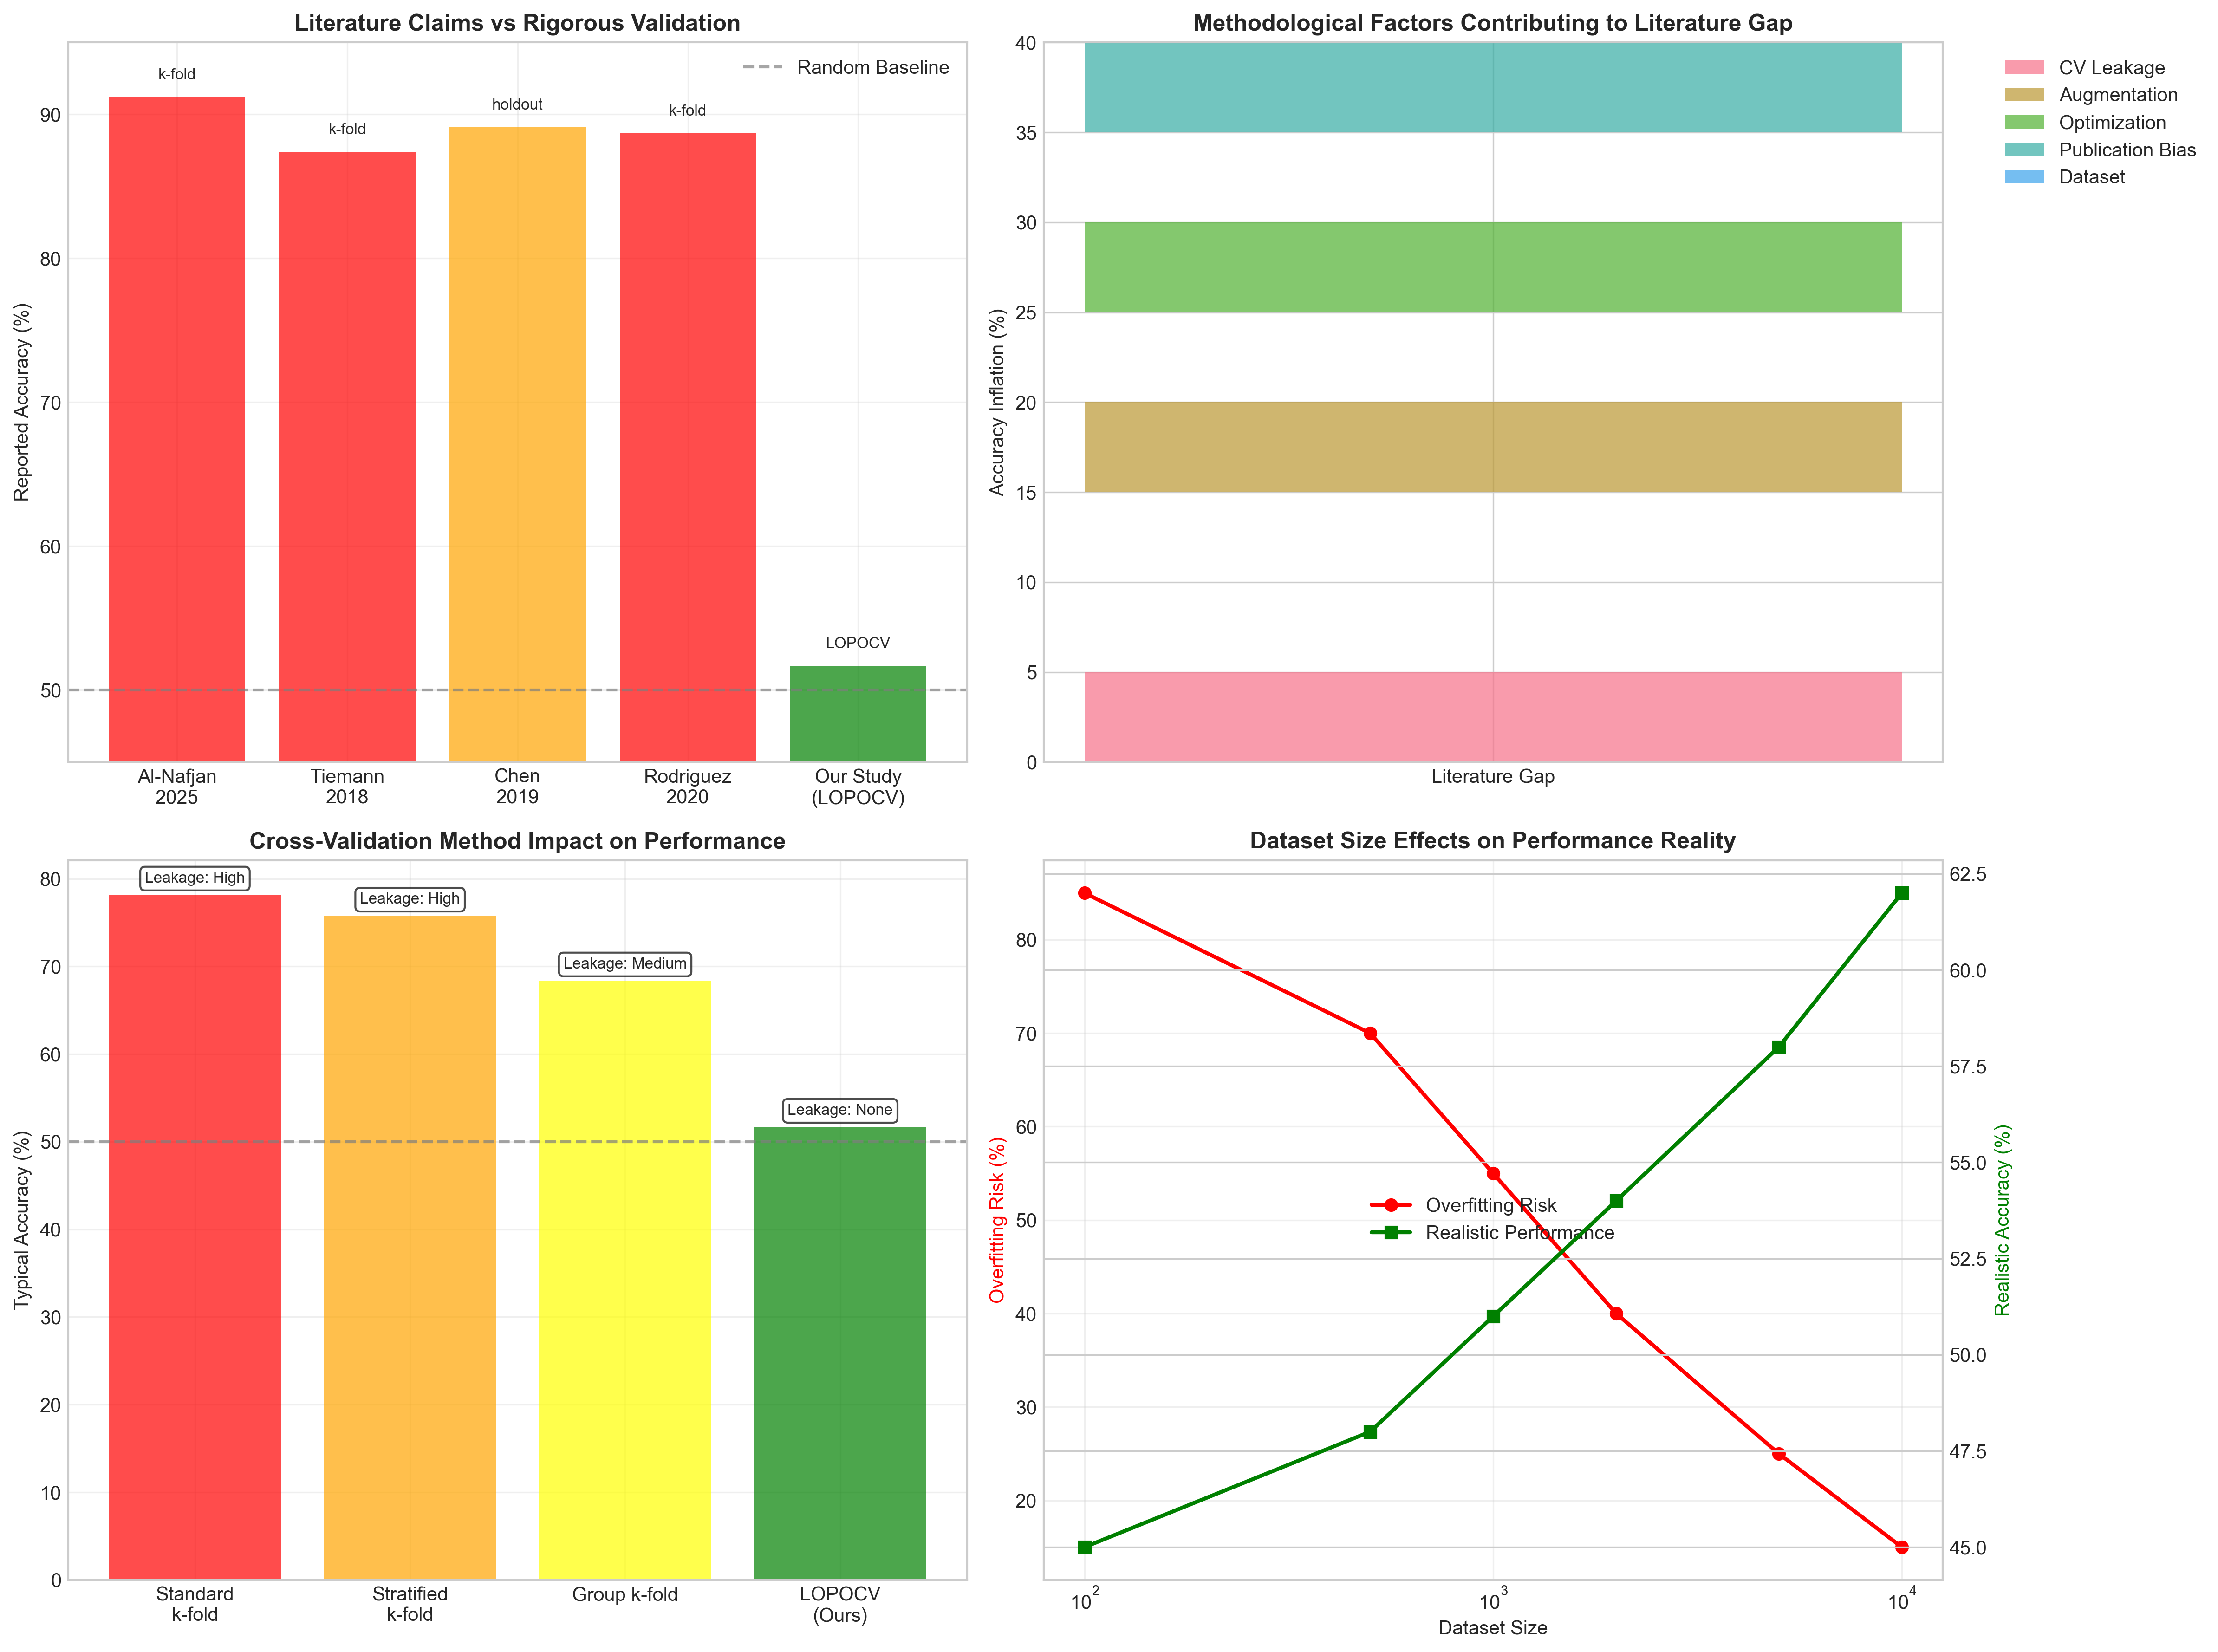 Literature Claims vs Rigorous Validation
Random Baseline
k-fold
k-fold
holdout
k-fold
LOPOCV
Reported Accuracy (%)
90
80
70
60
50
Al-Nafjan
2025
Tiemann
2018
Chen
2019
Rodriguez
2020
Our Study
(LOPOCV)
Methodological Factors Contributing to Literature Gap
Accuracy Inflation (%)
40
35
30
25
20
15
10
5
0
Literature Gap
CV Leakage
Augmentation
Optimization
Publication Bias
Dataset
Cross-Validation Method Impact on Performance
Leakage: High
Leakage: High
Leakage: Medium
Leakage: None
Typical Accuracy (%)
80
70
60
50
40
30
20
10
0
Standard
k-fold
Stratified
k-fold
Group k-fold
LOPOCV
(Ours)
Dataset Size Effects on Performance Reality
Overfitting Risk (%)
80
70
60
50
40
30
20
Overfitting Risk
Realistic Performance
62.5
60.0
57.5
55.0
52.5
50.0
47.5
45.0
Realistic Accuracy (%)
10² 10³ 10⁴
Dataset Size